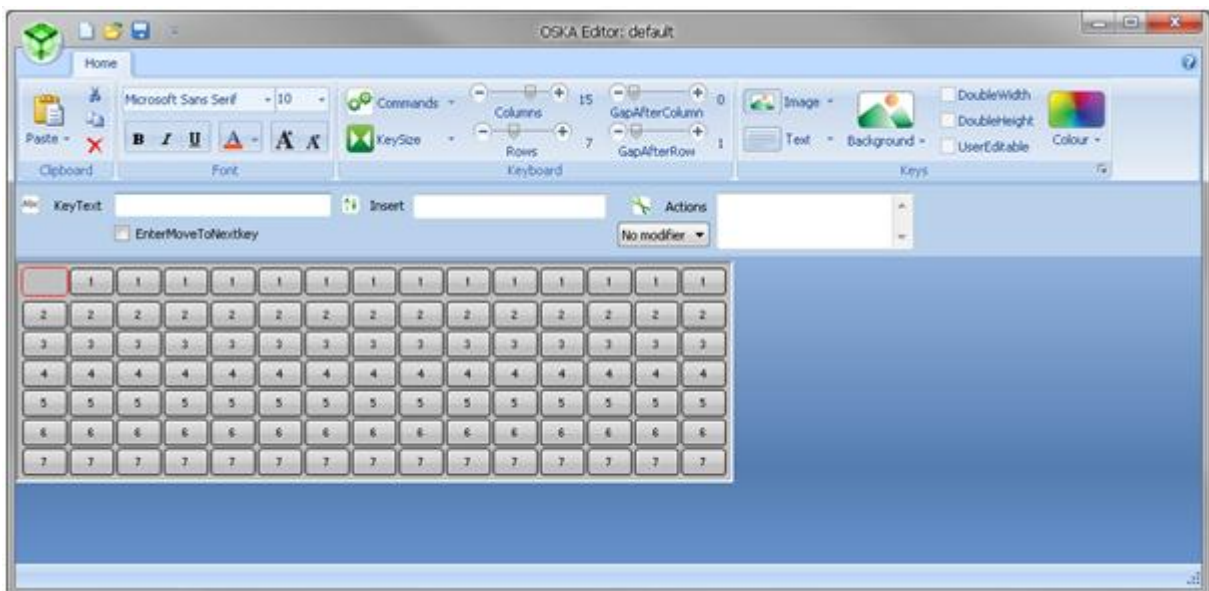 OSKA Editor: default
Home
Microsoft Sans Serif 10 Commands Columns 15 GapAfterColumn 0 Image DoubleWidth
DoubleHeight
Paste B I U A A A KeySize Rows 7 GapAfterRow 1 Text Background UserEditable Colour
Clipboard Font Keyboard Keys
Abc KeyText Insert Actions
EnterMoveToNextkey No modifier
1 1 1 1 1 1 1 1 1 1 1 1 1 1
2 2 2 2 2 2 2 2 2 2 2 2 2 2 2
3 3 3 3 3 3 3 3 3 3 3 3 3 3 3
4 4 4 4 4 4 4 4 4 4 4 4 4 4 4
5 5 5 5 5 5 5 5 5 5 5 5 5 5 5
6 6 6 6 6 6 6 6 6 6 6 6 6 6 6
7 7 7 7 7 7 7 7 7 7 7 7 7 7 7